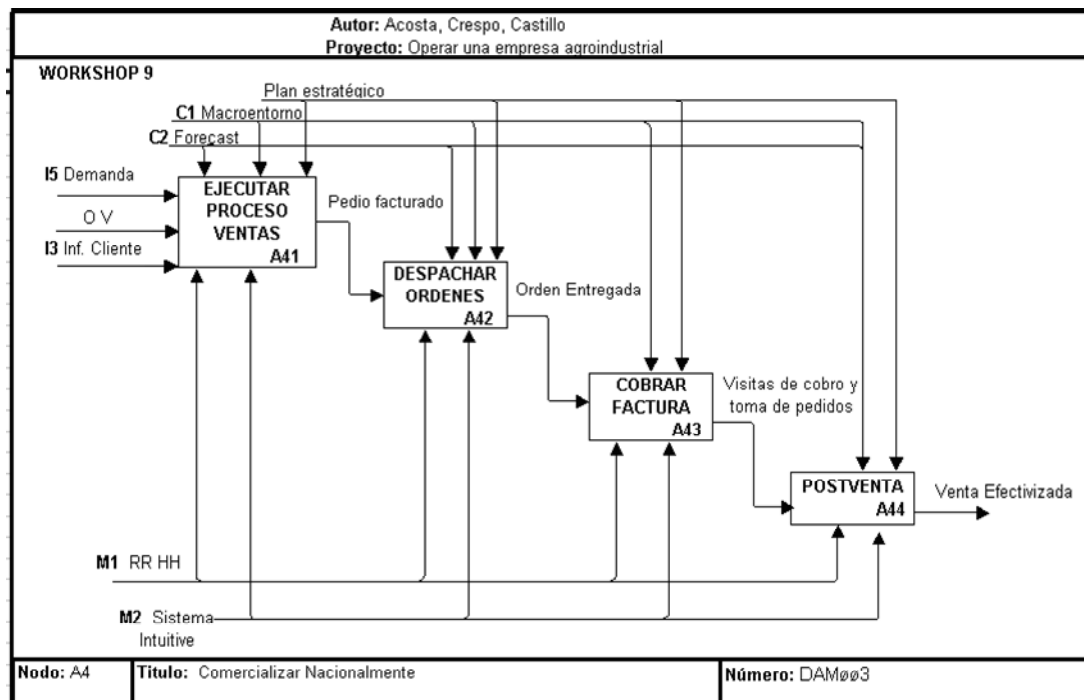 Autor: Acosta, Crespo, Castillo
Proyecto: Operar una empresa agroindustrial
WORKSHOP 9
Plan estratégico
C1 Macroentorno
C2 Forecast
I5 Demanda
O V
I3 Inf. Cliente
EJECUTAR
PROCESO
VENTAS
A41
Pedio facturado
DESPACHAR
ORDENES
A42
Orden Entregada
COBRAR
FACTURA
A43
Visitas de cobro y
toma de pedidos
POSTVENTA
A44
Venta Efectivizada
M1 RR HH
M2 Sistema
Intuitive
Nodo: A4
Título: Comercializar Nacionalmente
Número: DAMøø3